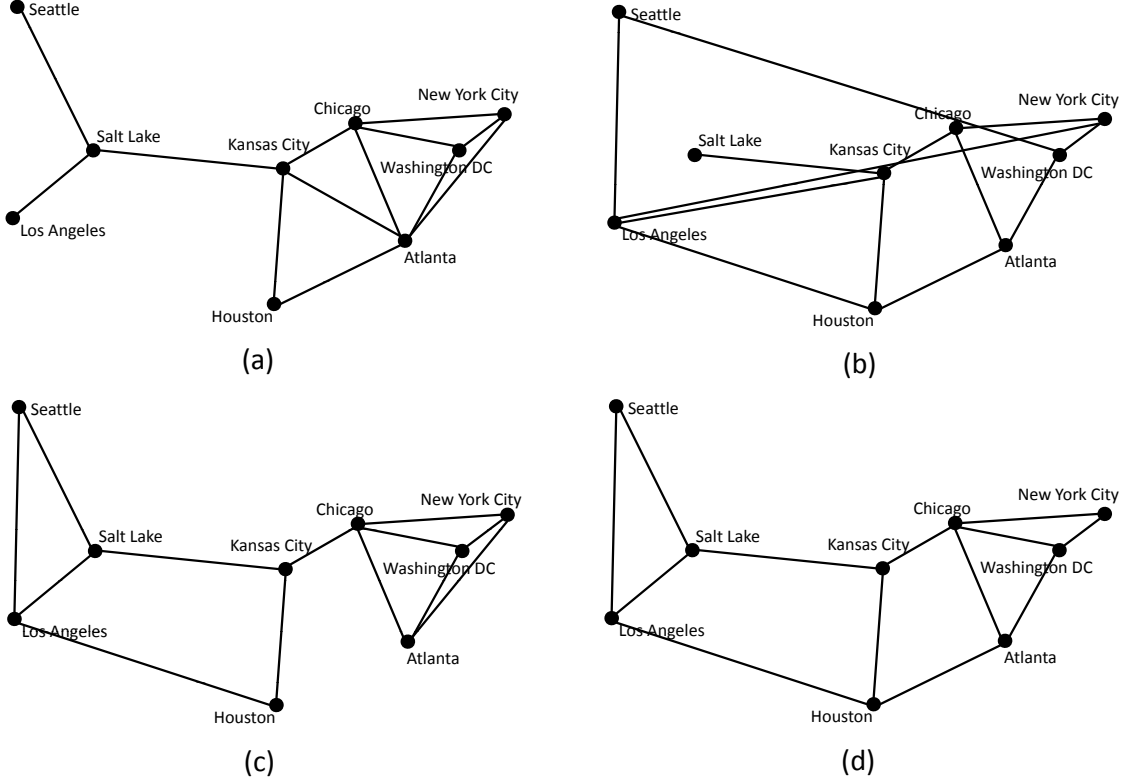 Seattle
New York City
Chicago
Salt Lake
Kansas City
Washington DC
Los Angeles
Atlanta
Houston
(a)
Seattle
New York City
Chicago
Salt Lake
Kansas City
Washington DC
Los Angeles
Atlanta
Houston
(b)
Seattle
New York City
Chicago
Salt Lake
Kansas City
Washington DC
Los Angeles
Atlanta
Houston
(c)
Seattle
New York City
Chicago
Salt Lake
Kansas City
Washington DC
Los Angeles
Atlanta
Houston
(d)